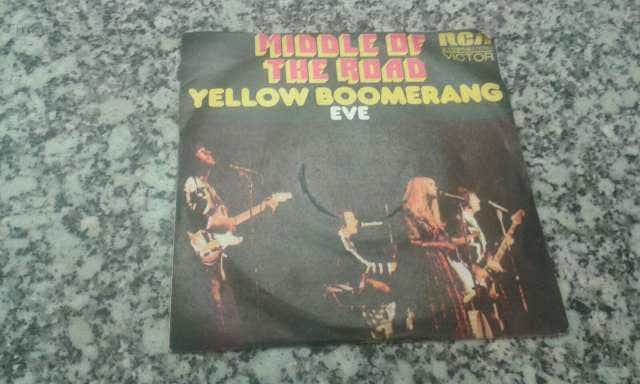 MIDDLE OF
THE ROAD
YELLOW BOOMERANG
EVE
RCA
VICTOR